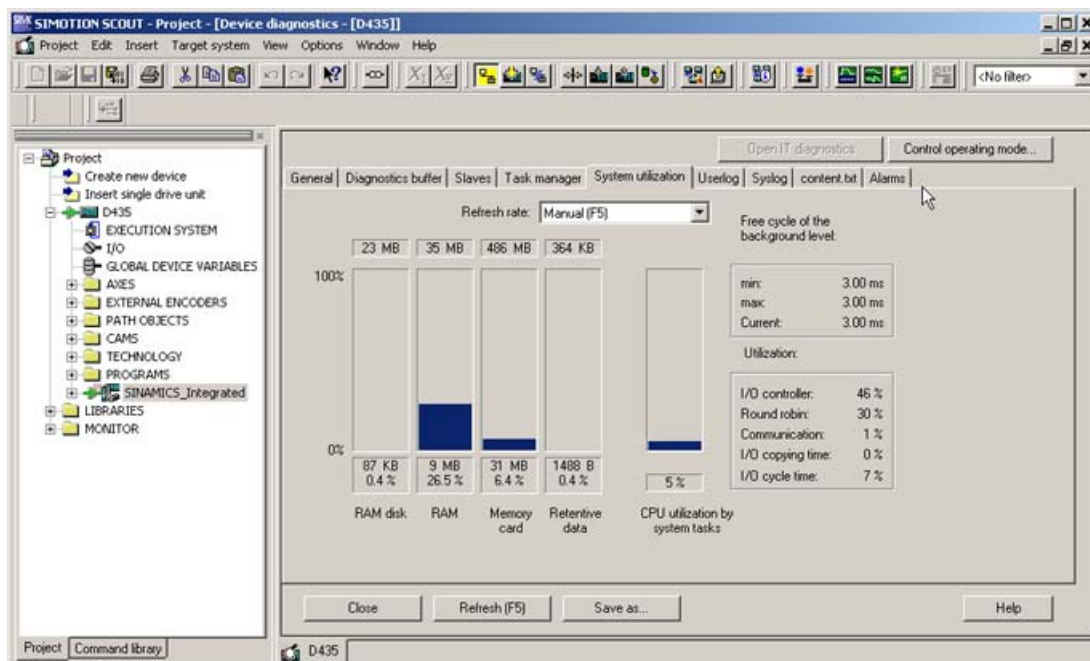 SIMOTION SCOUT - Project - [Device diagnostics - [D435]]
Project Edit Insert Target system View Options Window Help
<No filter>
Project
Create new device
Insert single drive unit
D435
EXECUTION SYSTEM
I/O
GLOBAL DEVICE VARIABLES
AXES
EXTERNAL ENCODERS
PATH OBJECTS
CAMS
TECHNOLOGY
PROGRAMS
SINAMICS_Integrated
LIBRARIES
MONITOR
Project Command library
Open IT diagnostics Control operating mode...
General Diagnostics buffer Slaves Task manager System utilization Userlog Syslog content.txt Alarms
Refresh rate: Manual (F5)
23 MB 35 MB 486 MB 364 KB
100%
0%
87 KB 9 MB 31 MB 1488 B
0.4 % 26.5 % 6.4 % 0.4 %
5 %
RAM disk RAM Memory card Retentive data CPU utilization by system tasks
Free cycle of the
background level:
min: 3.00 ms
max: 3.00 ms
Current: 3.00 ms
Utilization:
I/O controller: 46 %
Round robin: 30 %
Communication: 1 %
I/O copying time: 0 %
I/O cycle time: 7 %
Close Refresh (F5) Save as... Help
D435